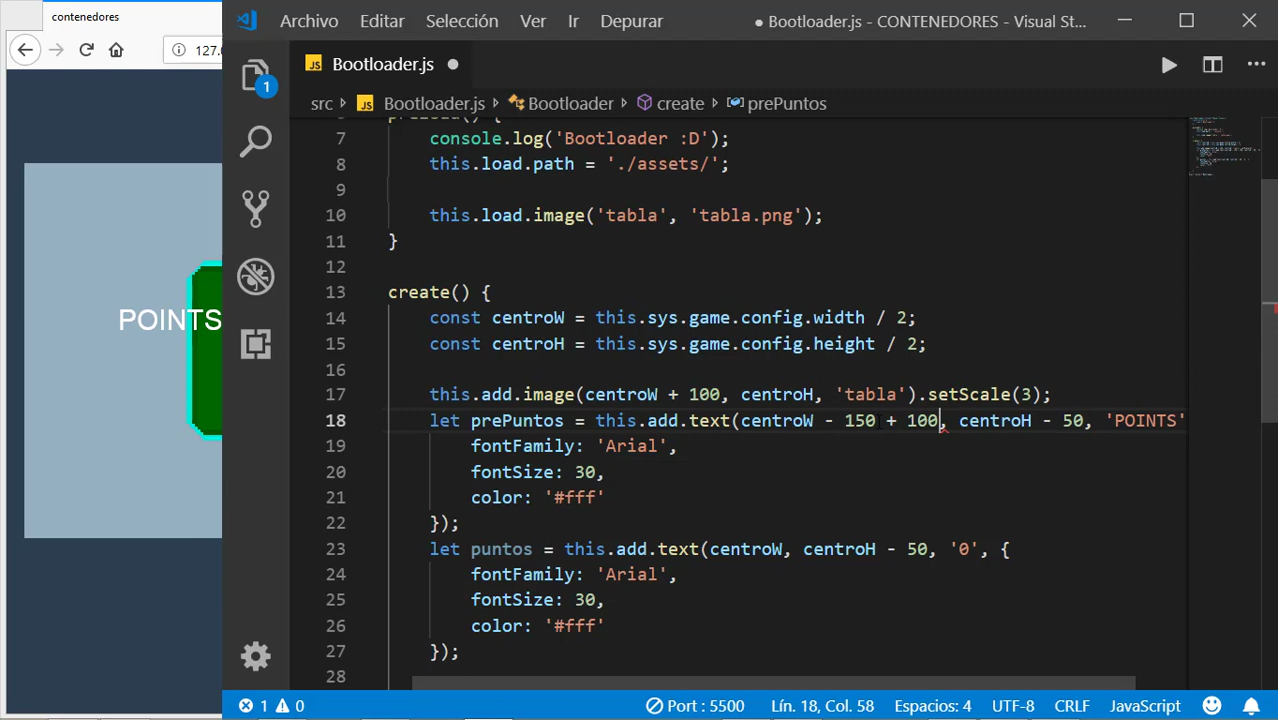 contenedores
Archivo Editar Selección Ver Ir Depurar ● Bootloader.js - CONTENEDORES - Visual St...
127.0
JS Bootloader.js ●
1
src > JS Bootloader.js > Bootloader > create > prePuntos
7 console.log('Bootloader :D');
8 this.load.path = './assets/';
9
10 this.load.image('tabla', 'tabla.png');
11 }
12
13 create() {
14 const centroW = this.sys.game.config.width / 2;
15 const centroH = this.sys.game.config.height / 2;
16
17 this.add.image(centroW + 100, centroH, 'tabla').setScale(3);
18 let prePuntos = this.add.text(centroW - 150 + 100, centroH - 50, 'POINTS'
19 fontFamily: 'Arial',
20 fontSize: 30,
21 color: '#fff'
22 });
23 let puntos = this.add.text(centroW, centroH - 50, '0', {
24 fontFamily: 'Arial',
25 fontSize: 30,
26 color: '#fff'
27 });
28
POINTS
1 0 Port : 5500 Lín. 18, Col. 58 Espacios: 4 UTF-8 CRLF JavaScript